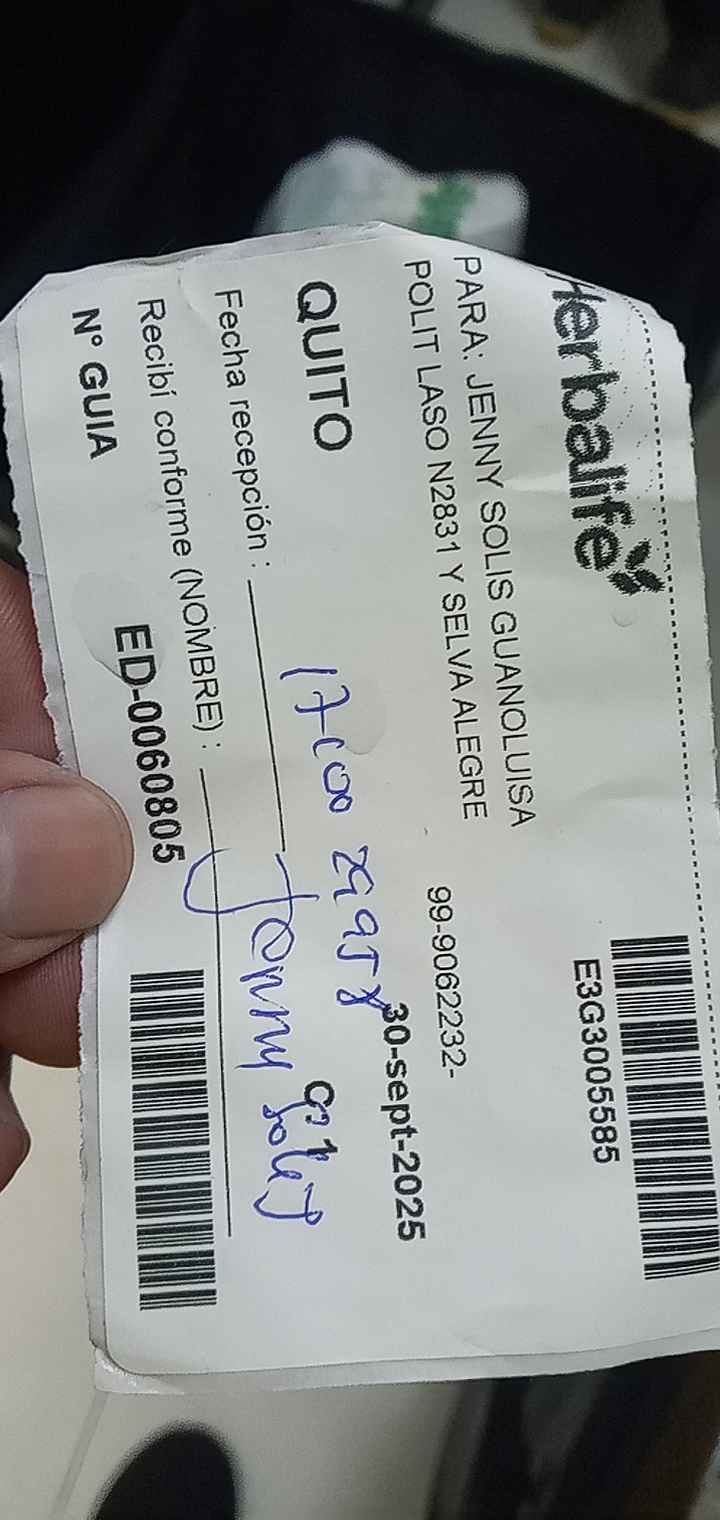 Herbalife
E3G3005585
PARA: JENNY SOLIS GUANOLUISA
POLIT LASO N2831 Y SELVA ALEGRE
99-9062232-
30-sept-2025
QUITO
C: 1
Fecha recepción :
Jenny Solis
Recibí conforme (NOMBRE) :
Nº GUIA
ED-0060805